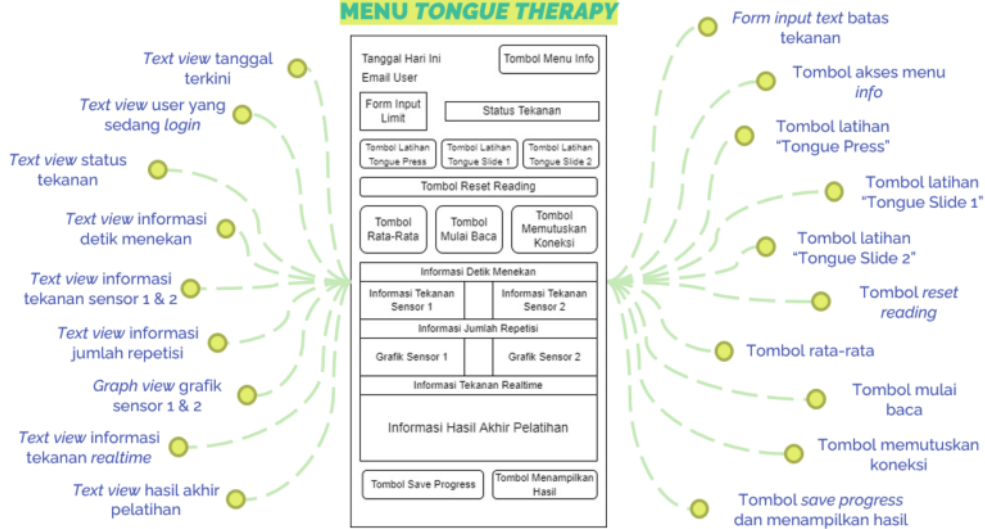 MENU TONGUE THERAPY
Text view tanggal
terkini
Text view user yang
sedang login
Text view status
tekanan
Text view informasi
detik menekan
Text view informasi
tekanan sensor 1 & 2
Text view informasi
jumlah repetisi
Graph view grafik
sensor 1 & 2
Text view informasi
tekanan realtime
Text view hasil akhir
pelatihan
Tanggal Hari Ini
Email User
Tombol Menu Info
Form Input
Limit
Status Tekanan
Tombol Latihan
Tongue Press
Tombol Latihan
Tongue Slide 1
Tombol Latihan
Tongue Slide 2
Tombol Reset Reading
Tombol
Rata-Rata
Tombol
Mulai Baca
Tombol
Memutuskan
Koneksi
Informasi Detik Menekan
Informasi Tekanan
Sensor 1
Informasi Tekanan
Sensor 2
Informasi Jumlah Repetisi
Grafik Sensor 1
Grafik Sensor 2
Informasi Tekanan Realtime
Informasi Hasil Akhir Pelatihan
Tombol Save Progress
Tombol Menampilkan
Hasil
Form input text batas
tekanan
Tombol akses menu
info
Tombol latihan
“Tongue Press”
Tombol latihan
“Tongue Slide 1”
Tombol latihan
“Tongue Slide 2”
Tombol reset
reading
Tombol rata-rata
Tombol mulai
baca
Tombol memutuskan
koneksi
Tombol save progress
dan menampilkan hasil